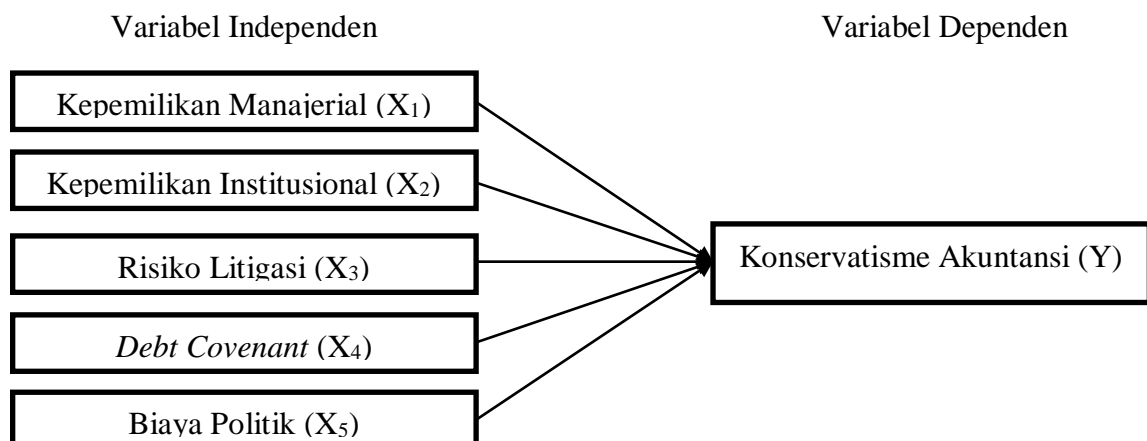 Variabel Independen
Variabel Dependen
Kepemilikan Manajerial (X1)
Kepemilikan Institusional (X2)
Risiko Litigasi (X3)
Konservatisme Akuntansi (Y)
Debt Covenant (X4)
Biaya Politik (X5)